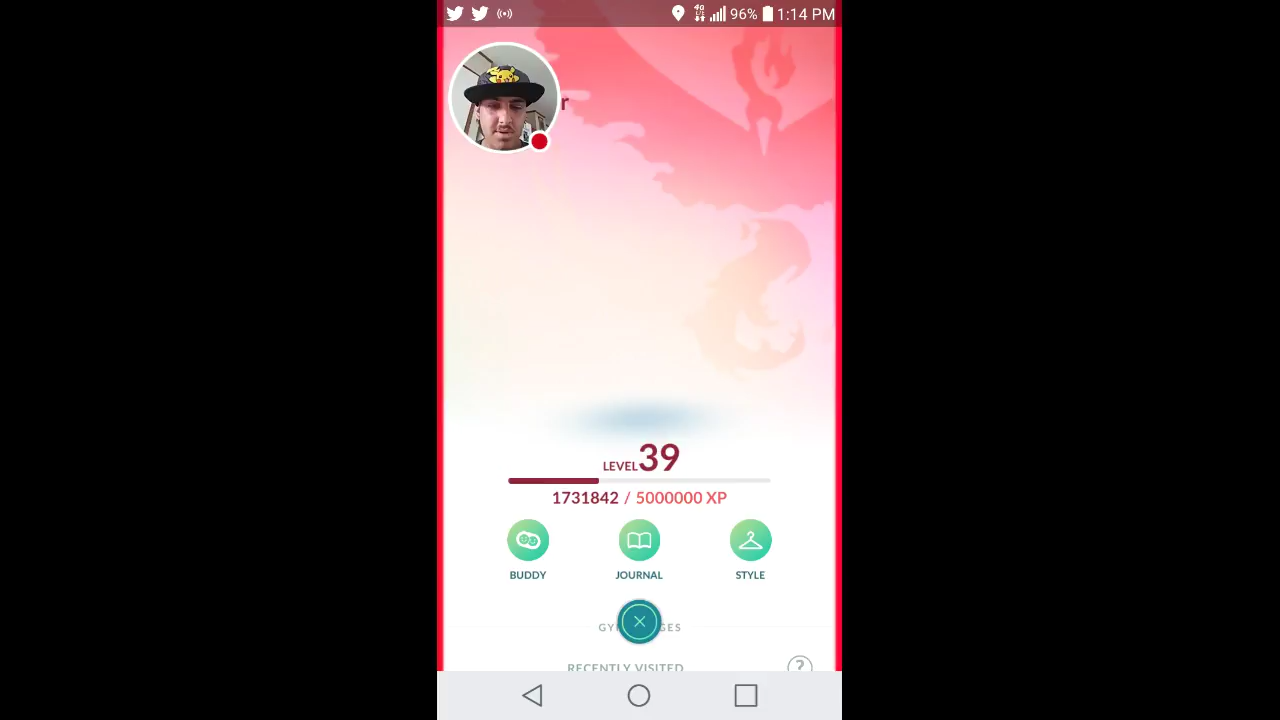 96% 1:14 PM
r
LEVEL 39
1731842 / 5000000 XP
BUDDY JOURNAL STYLE
RECENTLY VISITED
?